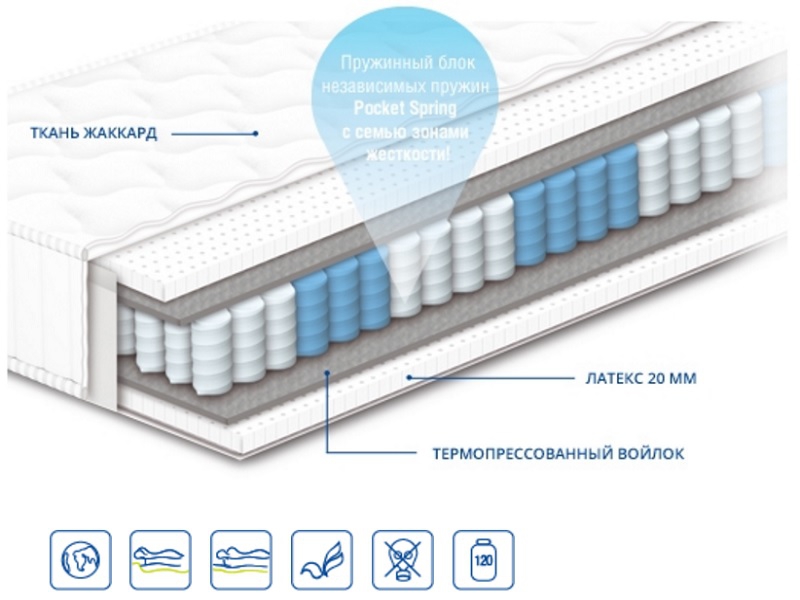 Пружинный блок
независимых пружин
Pocket Spring
с семью зонами
жесткости!
ТКАНЬ ЖАККАРД
ЛАТЕКС 20 ММ
ТЕРМОПРЕССОВАННЫЙ ВОЙЛОК
120